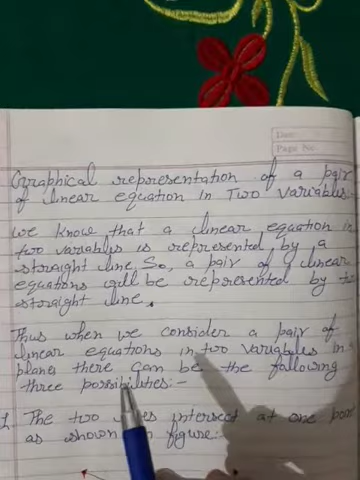 Date
Page No
Graphical representation of a pair
of linear equation in Two Variables:-
we know that a linear equation in
two variables is represented by a
straight line. So, a pair of linear
equations will be represented by two
straight line.
Thus when we consider a pair of
linear equations in two variables in
plane there can be the following
three possibilities:-
1. The two intersect at one
as shown figure:-